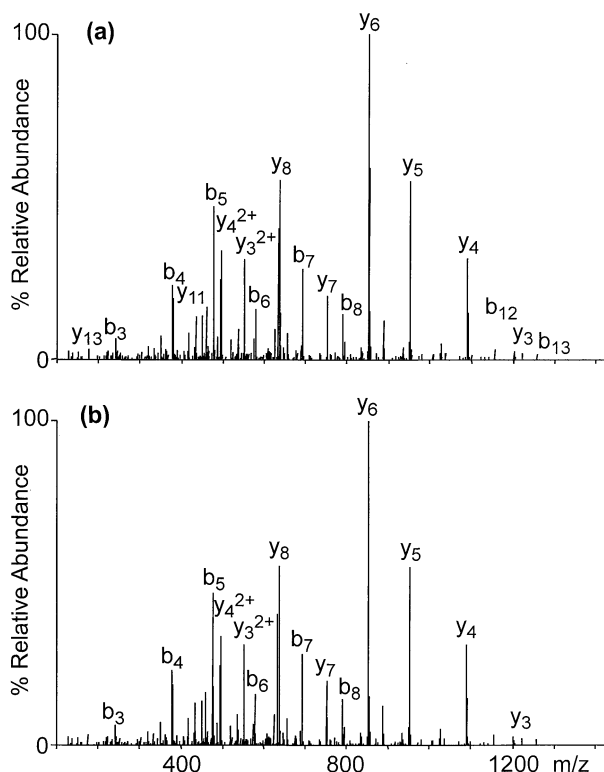 (a)
% Relative Abundance
100
0
y13
b3
b4
y11
b5
y4 2+
y3 2+
b6
y8
b7
y7
b8
y6
y5
y4
b12
y3
b13
(b)
% Relative Abundance
100
0
b3
b4
b5
y4 2+
y3 2+
b6
y8
b7
y7
b8
y6
y5
y4
y3
400 800 1200 m/z